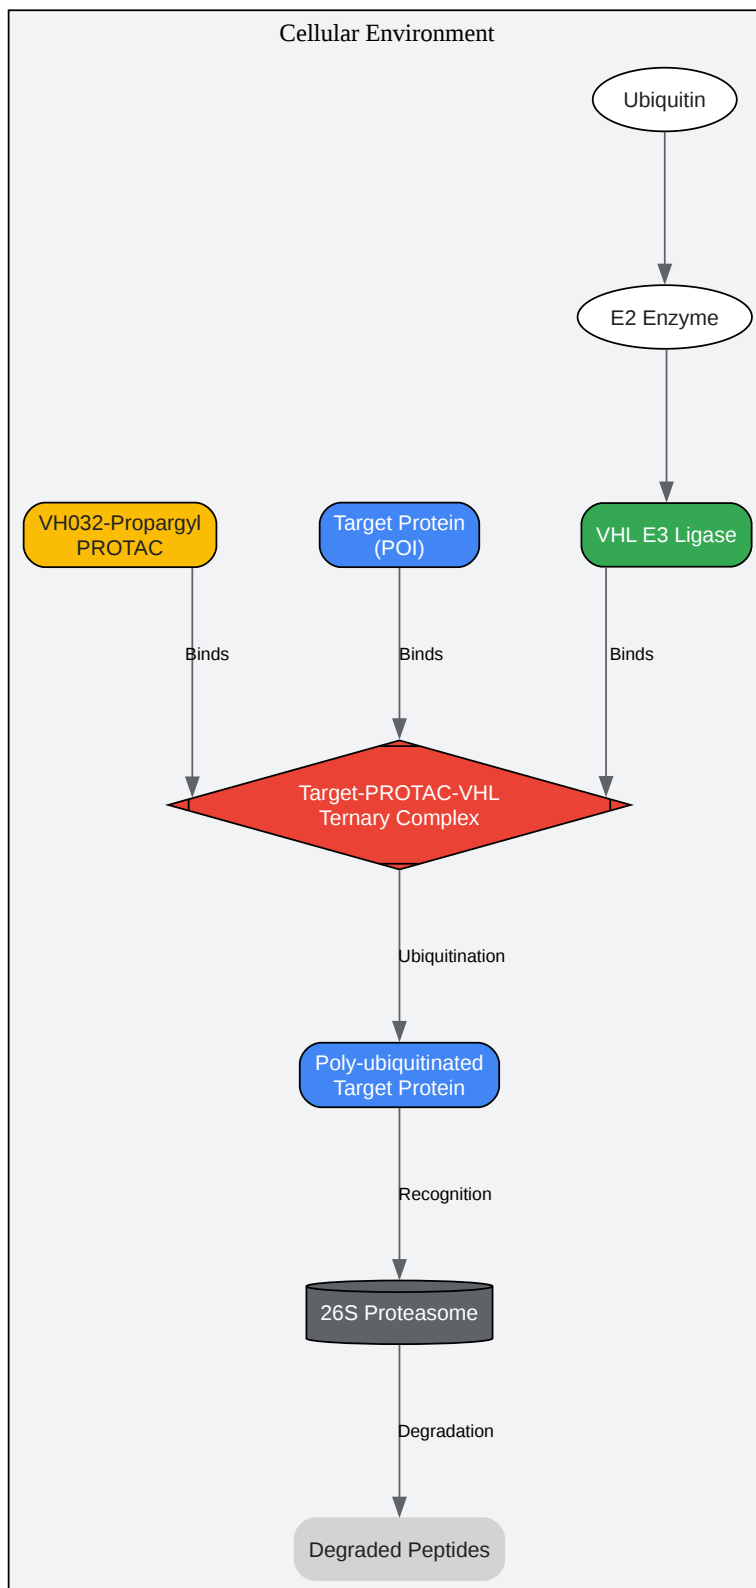 Cellular Environment
Ubiquitin
E2 Enzyme
VH032-Propargyl
PROTAC
Target Protein
(POI)
VHL E3 Ligase
Binds
Binds
Binds
Target-PROTAC-VHL
Ternary Complex
Ubiquitination
Poly-ubiquitinated
Target Protein
Recognition
26S Proteasome
Degradation
Degraded Peptides